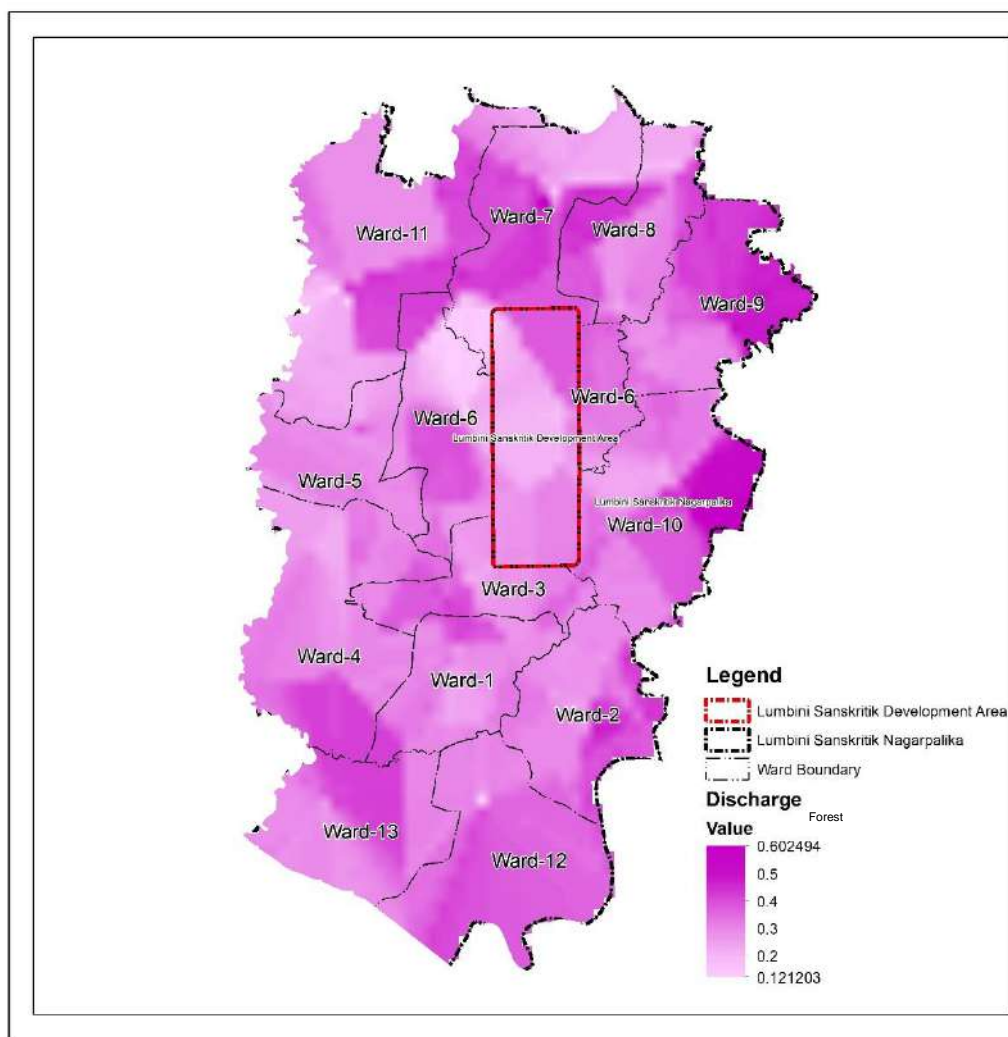 Ward-7
Ward-8
Ward-11
Ward-9
Ward-6
Ward-6
Lumbini Sanskritik Development Area
Ward-5
Lumbini Sanskritik Nagarpalika
Ward-10
Ward-3
Ward-4
Ward-1
Ward-2
Ward-13
Ward-12
Legend
Lumbini Sanskritik Development Area
Lumbini Sanskritik Nagarpalika
Ward Boundary
Discharge
Forest
Value
0.602494
0.5
0.4
0.3
0.2
0.121203